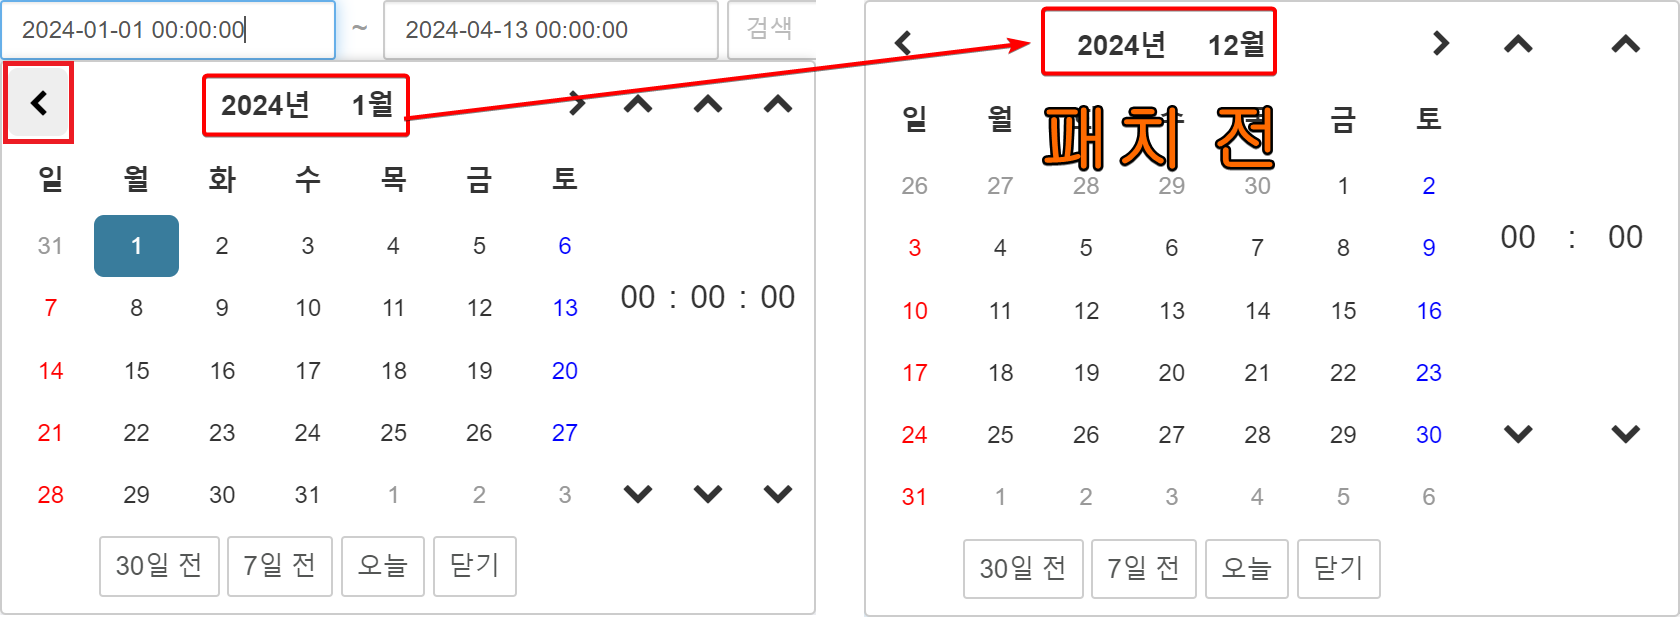 2024-01-01 00:00:00 ~ 2024-04-13 00:00:00 검색
2024년 1월
일 월 화 수 목 금 토
31 1 2 3 4 5 6
7 8 9 10 11 12 13
00 : 00 : 00
14 15 16 17 18 19 20
21 22 23 24 25 26 27
28 29 30 31 1 2 3
30일 전 7일 전 오늘 닫기
2024년 12월
일 월 금 토
패치 전
26 27 28 29 30 1 2
00 : 00
3 4 5 6 7 8 9
10 11 12 13 14 15 16
17 18 19 20 21 22 23
24 25 26 27 28 29 30
31 1 2 3 4 5 6
30일 전 7일 전 오늘 닫기